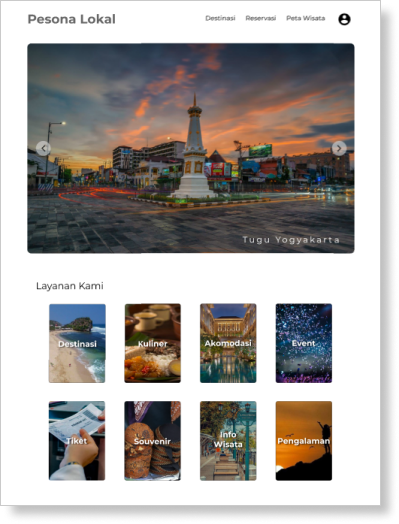 Pesona Lokal
Destinasi Reservasi Peta Wisata
Tugu Yogyakarta
Layanan Kami
Destinasi Kuliner Akomodasi Event
Tiket Souvenir Info Wisata Pengalaman